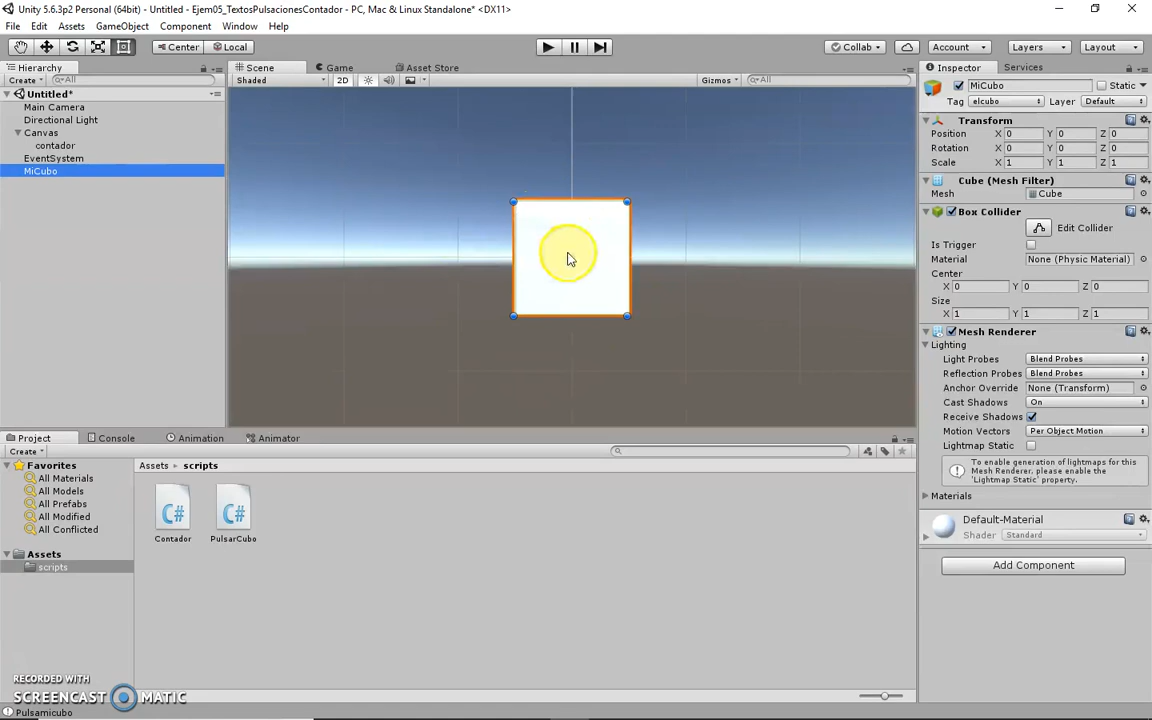 Unity 5.6.3p2 Personal (64bit) - Untitled - Ejem05_TextosPulsacionesContador - PC, Mac & Linux Standalone* <DX11>
File Edit Assets GameObject Component Window Help
Center Local Collab Account Layers Layout
Hierarchy
Create All
Untitled*
Main Camera
Directional Light
Canvas
contador
EventSystem
MiCubo
Scene Game Asset Store
Shaded 2D Gizmos All
Inspector Services
MiCubo Static
Tag elcubo Layer Default
Transform
Position X 0 Y 0 Z 0
Rotation X 0 Y 0 Z 0
Scale X 1 Y 1 Z 1
Cube (Mesh Filter)
Mesh Cube
Box Collider
Edit Collider
Is Trigger
Material None (Physic Material)
Center
X 0 Y 0 Z 0
Size
X 1 Y 1 Z 1
Mesh Renderer
Lighting
Light Probes Blend Probes
Reflection Probes Blend Probes
Anchor Override None (Transform)
Cast Shadows On
Receive Shadows
Motion Vectors Per Object Motion
Lightmap Static
To enable generation of lightmaps for this
Mesh Renderer, please enable the
'Lightmap Static' property.
Materials
Default-Material
Shader Standard
Add Component
Project Console Animation Animator
Create
Favorites
All Materials
All Models
All Prefabs
All Modified
All Conflicted
Assets
scripts
Assets scripts
C# C#
Contador PulsarCubo
RECORDED WITH
SCREENCAST MATIC
Pulsamicubo